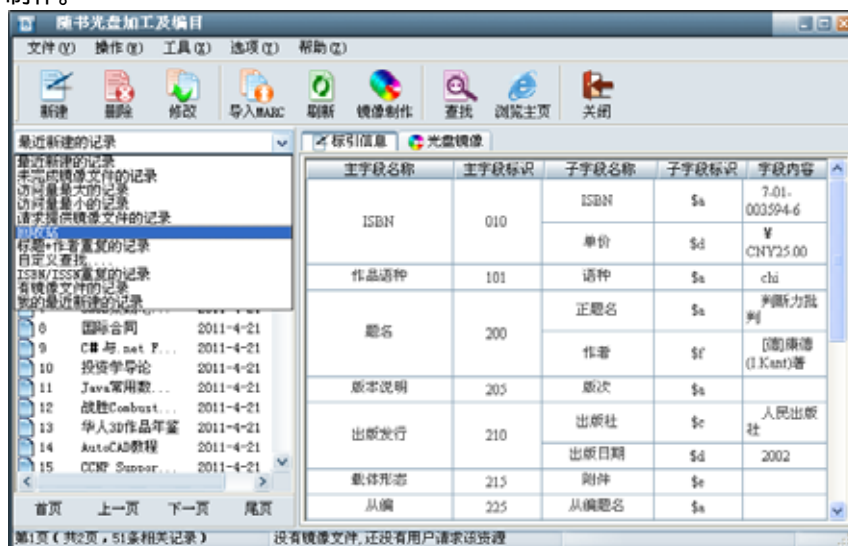 随书光盘加工及编目
文件(V) 操作(W) 工具(X) 选项(Y) 帮助(Z)
新建 删除 修改 导入MARC 刷新 镜像制作 查找 浏览主页 关闭
最近新建的记录 标引信息 光盘镜像
最近新建的记录
未完成镜像文件的记录
访问量最大的记录
访问量最小的记录
请求提供镜像文件的记录
回收站
标题+作者重复的记录
自定义查找....
ISBN/ISSN重复的记录
有镜像文件的记录
我的最近新建的记录
8 国际合同 2011-4-21
9 C# 与.net F... 2011-4-21
10 投资学导论 2011-4-21
11 Java常用数... 2011-4-21
12 战胜Combust... 2011-4-21
13 华人3D作品年鉴 2011-4-21
14 AutoCAD教程 2011-4-21
15 CCNP Suppor... 2011-4-21
首页 上一页 下一页 尾页
主字段名称 主字段标识 子字段名称 子字段标识 字段内容
ISBN 010 ISBN $a 7-01-
003594-6
单价 $d ¥
CNY25.00
作品语种 101 语种 $a chi
题名 200 正题名 $a 判断力批
判
作者 $f [德]康德
(I.Kant)著
版本说明 205 版次 $a
出版发行 210 出版社 $c 人民出版
社
出版日期 $d 2002
载体形态 215 附件 $e
从编 225 从编题名 $a
第1页(共2页,51条相关记录) 没有镜像文件,还没有用户请求该资源